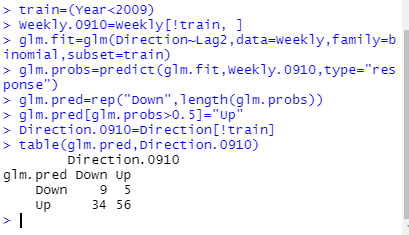 > train=(Year<2009)
> weekly.0910=Weekly[!train, ]
> glm.fit=glm(Direction~Lag2,data=Weekly,family=b
inomial,subset=train)
> glm.probs=predict(glm.fit,Weekly.0910,type="res
ponse")
> glm.pred=rep("Down",length(glm.probs))
> glm.pred[glm.probs>0.5]="Up"
> Direction.0910=Direction[!train]
> table(glm.pred,Direction.0910)
        Direction.0910
glm.pred Down Up
    Down    9  5
    Up     34 56
>